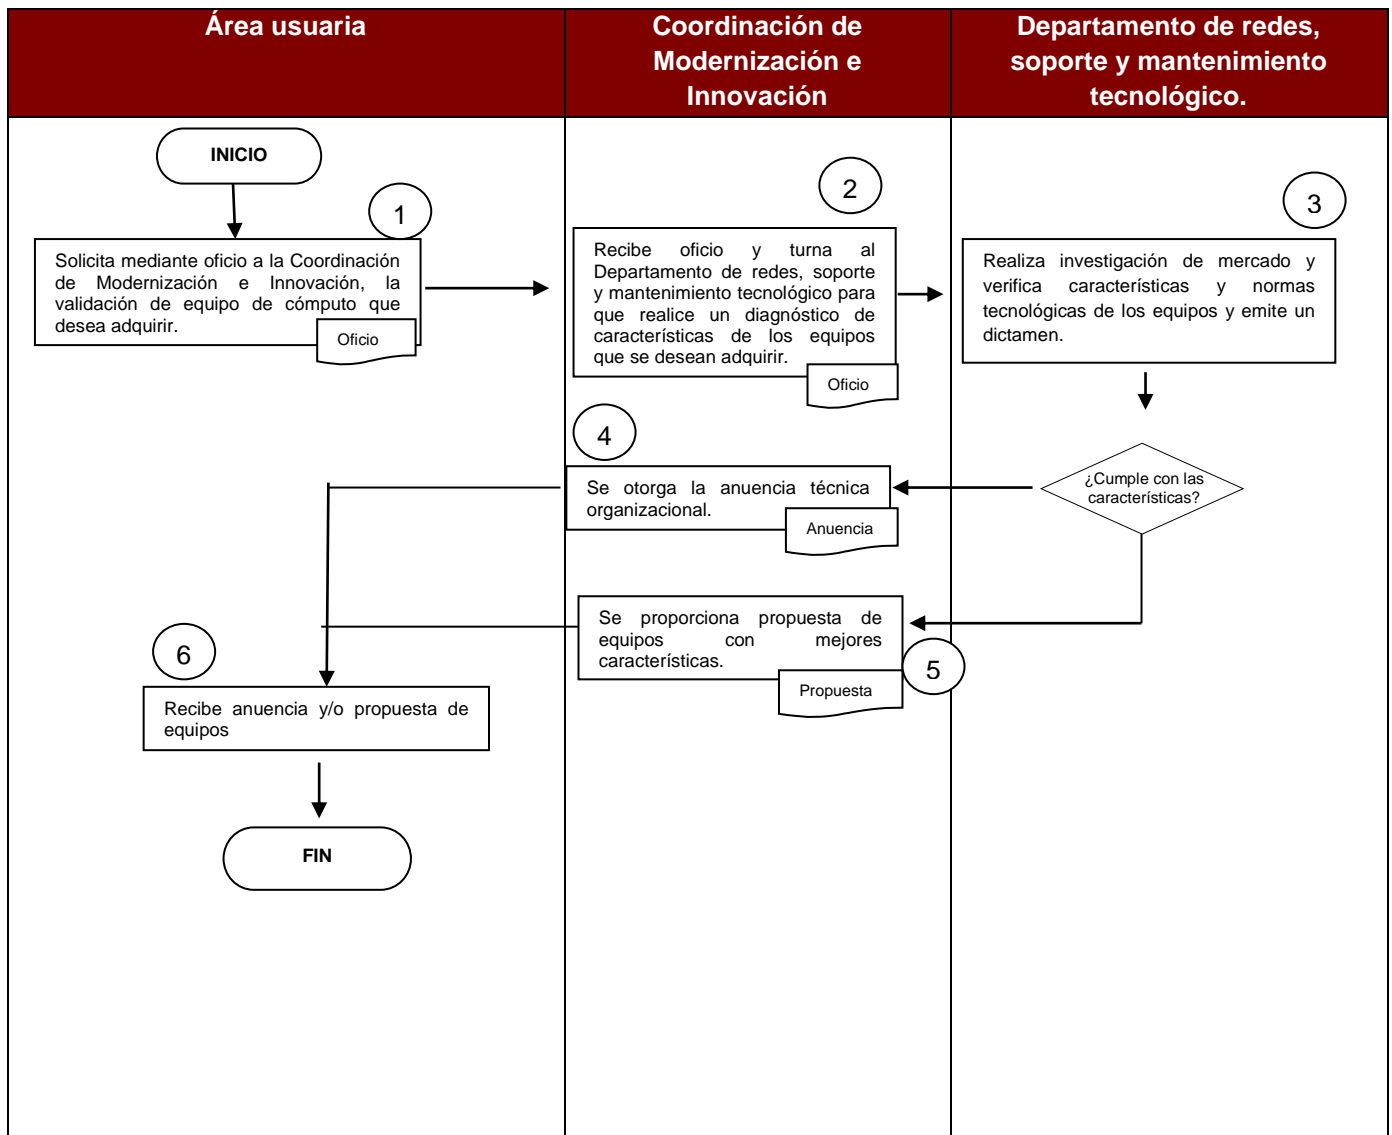 Área usuaria
Coordinación de
Modernización e
Innovación
Departamento de redes,
soporte y mantenimiento
tecnológico.
INICIO
1
Solicita mediante oficio a la Coordinación
de Modernización e Innovación, la
validación de equipo de cómputo que
desea adquirir.
Oficio
2
Recibe oficio y turna al
Departamento de redes, soporte
y mantenimiento tecnológico para
que realice un diagnóstico de
características de los equipos
que se desean adquirir.
Oficio
3
Realiza investigación de mercado y
verifica características y normas
tecnológicas de los equipos y emite un
dictamen.
¿Cumple con las
características?
4
Se otorga la anuencia técnica
organizacional.
Anuencia
Se proporciona propuesta de
equipos con mejores
características.
5
Propuesta
6
Recibe anuencia y/o propuesta de
equipos
FIN